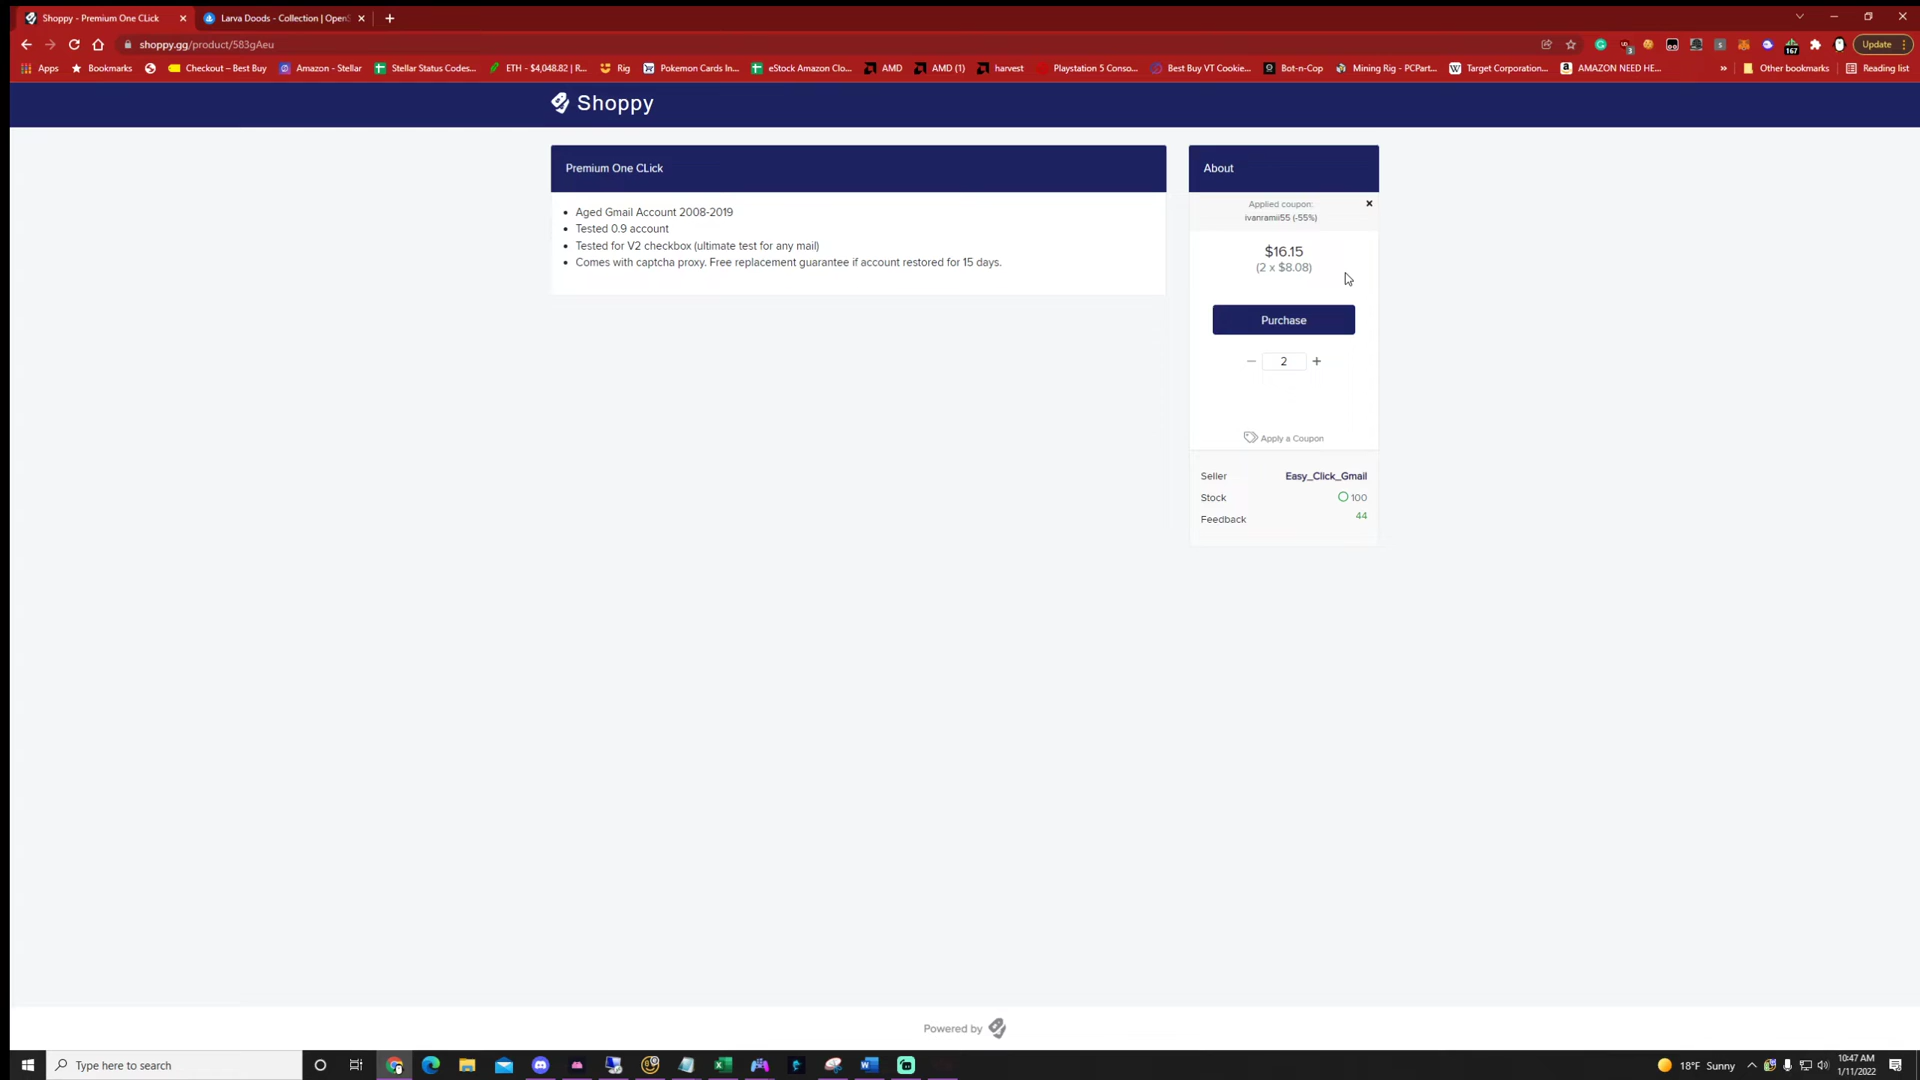 Shoppy - Premium One CLick
Larva Doods - Collection | Open
shoppy.gg/product/583gAeu
Update
Apps
Bookmarks
Checkout – Best Buy
Amazon - Stellar
Stellar Status Codes...
ETH - $4,048.82 | R...
Rig
Pokemon Cards In...
eStock Amazon Clo...
AMD
AMD (1)
harvest
Playstation 5 Conso...
Best Buy VT Cookie...
Bot-n-Cop
Mining Rig - PCPart...
Target Corporation...
AMAZON NEED HE...
»
Other bookmarks
Reading list
Shoppy
Premium One CLick
• Aged Gmail Account 2008-2019
• Tested 0.9 account
• Tested for V2 checkbox (ultimate test for any mail)
• Comes with captcha proxy. Free replacement guarantee if account restored for 15 days.
About
Applied coupon:
ivanramii55 (-55%)
$16.15
(2 x $8.08)
Purchase
2
Apply a Coupon
Seller Easy_Click_Gmail
Stock 100
Feedback 44
Powered by
Type here to search
18°F Sunny
10:47 AM
1/11/2022